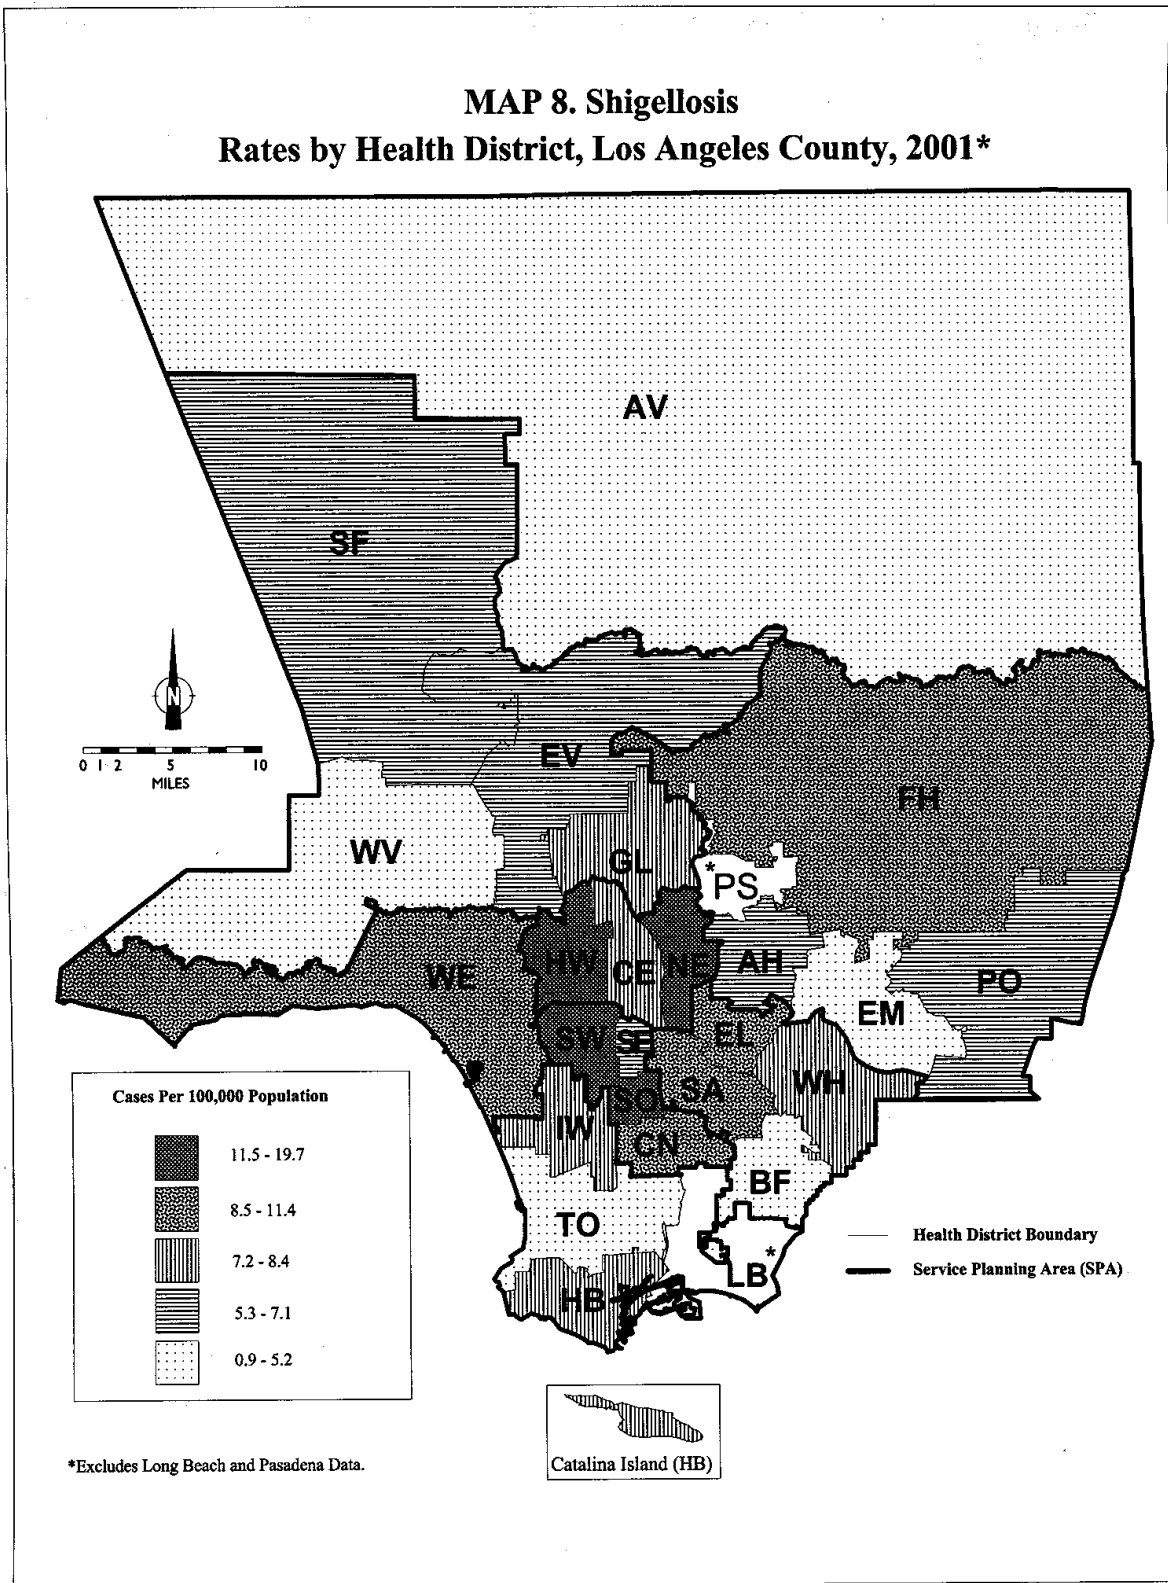 MAP 8. Shigellosis
Rates by Health District, Los Angeles County, 2001*
AV
SF
N
0 1 2 5 10
MILES
EV
FH
WV
GL
*PS
WE
HW
CE
NE
AH
PO
EM
SW
SE
EL
WH
SA
SO
IW
CN
BF
TO
LB*
HB
Cases Per 100,000 Population
11.5 - 19.7
8.5 - 11.4
7.2 - 8.4
5.3 - 7.1
0.9 - 5.2
Health District Boundary
Service Planning Area (SPA)
Catalina Island (HB)
*Excludes Long Beach and Pasadena Data.